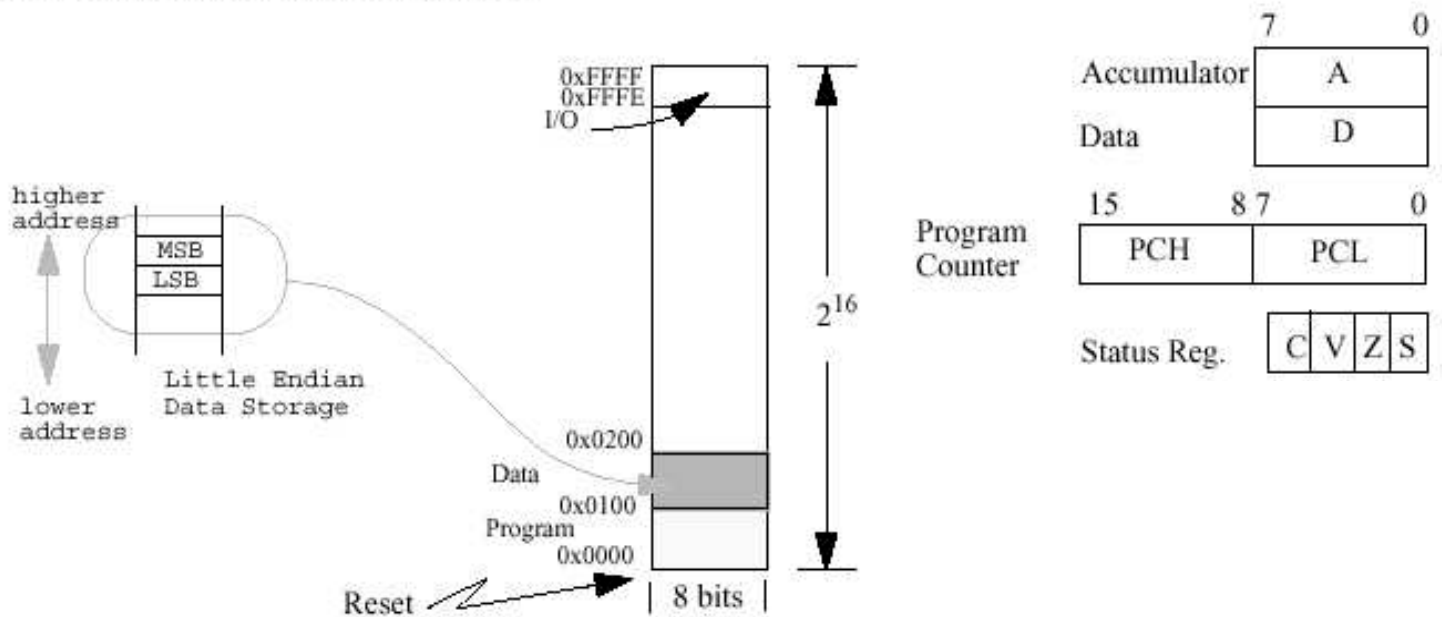 0xFFFF
0xFFFE
I/O
higher
address
MSB
LSB
lower
address
Little Endian
Data Storage
0x0200
Data
0x0100
Program
0x0000
Reset
8 bits
2^16
7 0
Accumulator A
Data D
15 8 7 0
Program
Counter
PCH PCL
Status Reg. C V Z S